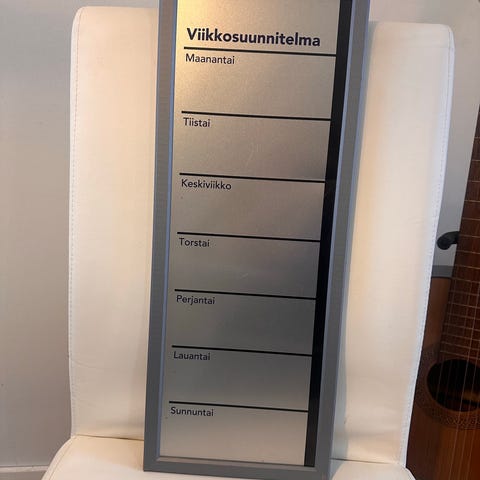 Viikkosuunnitelma
Maanantai
Tiistai
Keskiviikko
Torstai
Perjantai
Lauantai
Sunnuntai